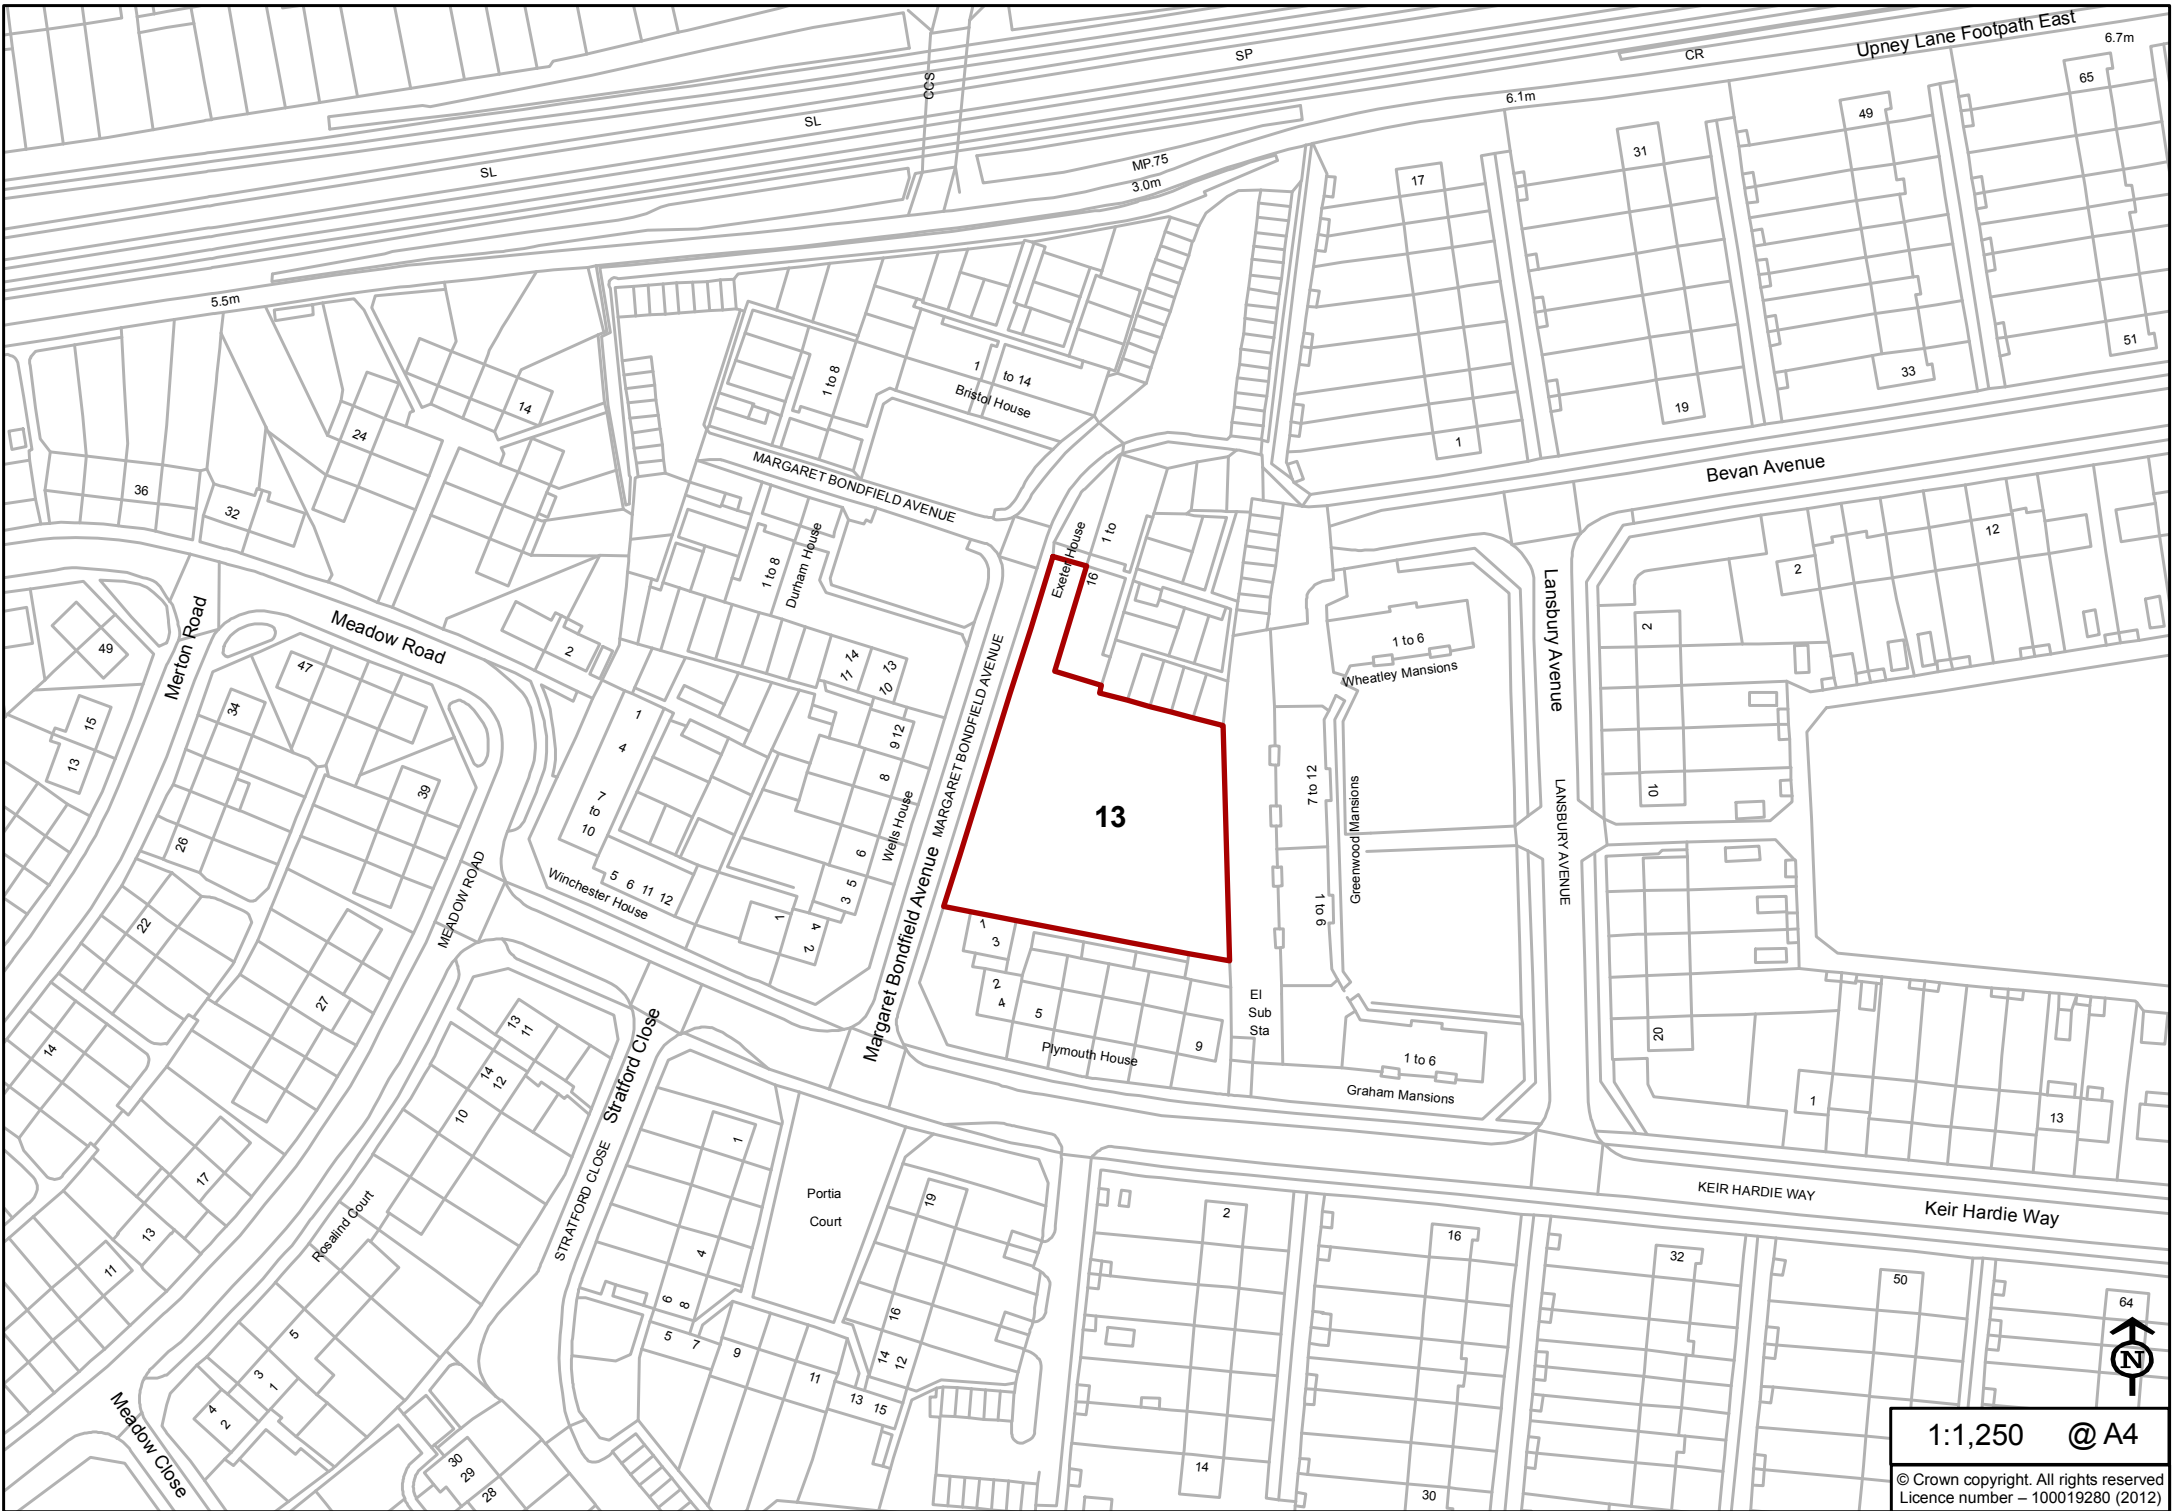 Upney Lane Footpath East
6.7m
SP
CR
CCS
65
6.1m
49
SL
31
MP.75
SL
17
3.0m
5.5m
51
1 to 8
1
to 14
33
Bristol House
14
19
24
1
MARGARET BONDFIELD AVENUE
Bevan Avenue
36
32
12
Exeter House
1 to
16
1 to 8
Durham House
2
Lansbury Avenue
Merton Road
Meadow Road
49
2
1 to 6
Wheatley Mansions
2
47
14
11
13
10
MARGARET BONDFIELD AVENUE
34
15
13
1
4
7
to
10
9 12
8
39
7 to 12
Greenwood Mansions
10
LANSBURY AVENUE
13
26
Wells House
6
5
3
Winchester House
5 6 11 12
1
4
2
MEADOW ROAD
Margaret Bondfield Avenue
1 to 6
22
1
3
27
2
4
5
El
Sub
Sta
13
11
Stratford Close
14
Plymouth House
9
20
14
12
1 to 6
Graham Mansions
10
1
13
1
17
STRATFORD CLOSE
Portia
Court
19
KEIR HARDIE WAY
Keir Hardie Way
Rosalind Court
13
2
16
4
32
11
50
6
8
16
64
5
5
7
9
14
12
3
1
11
N
4
2
13 15
Meadow Close
30
29
28
14
30
1:1,250 @ A4
© Crown copyright. All rights reserved
Licence number – 100019280 (2012)